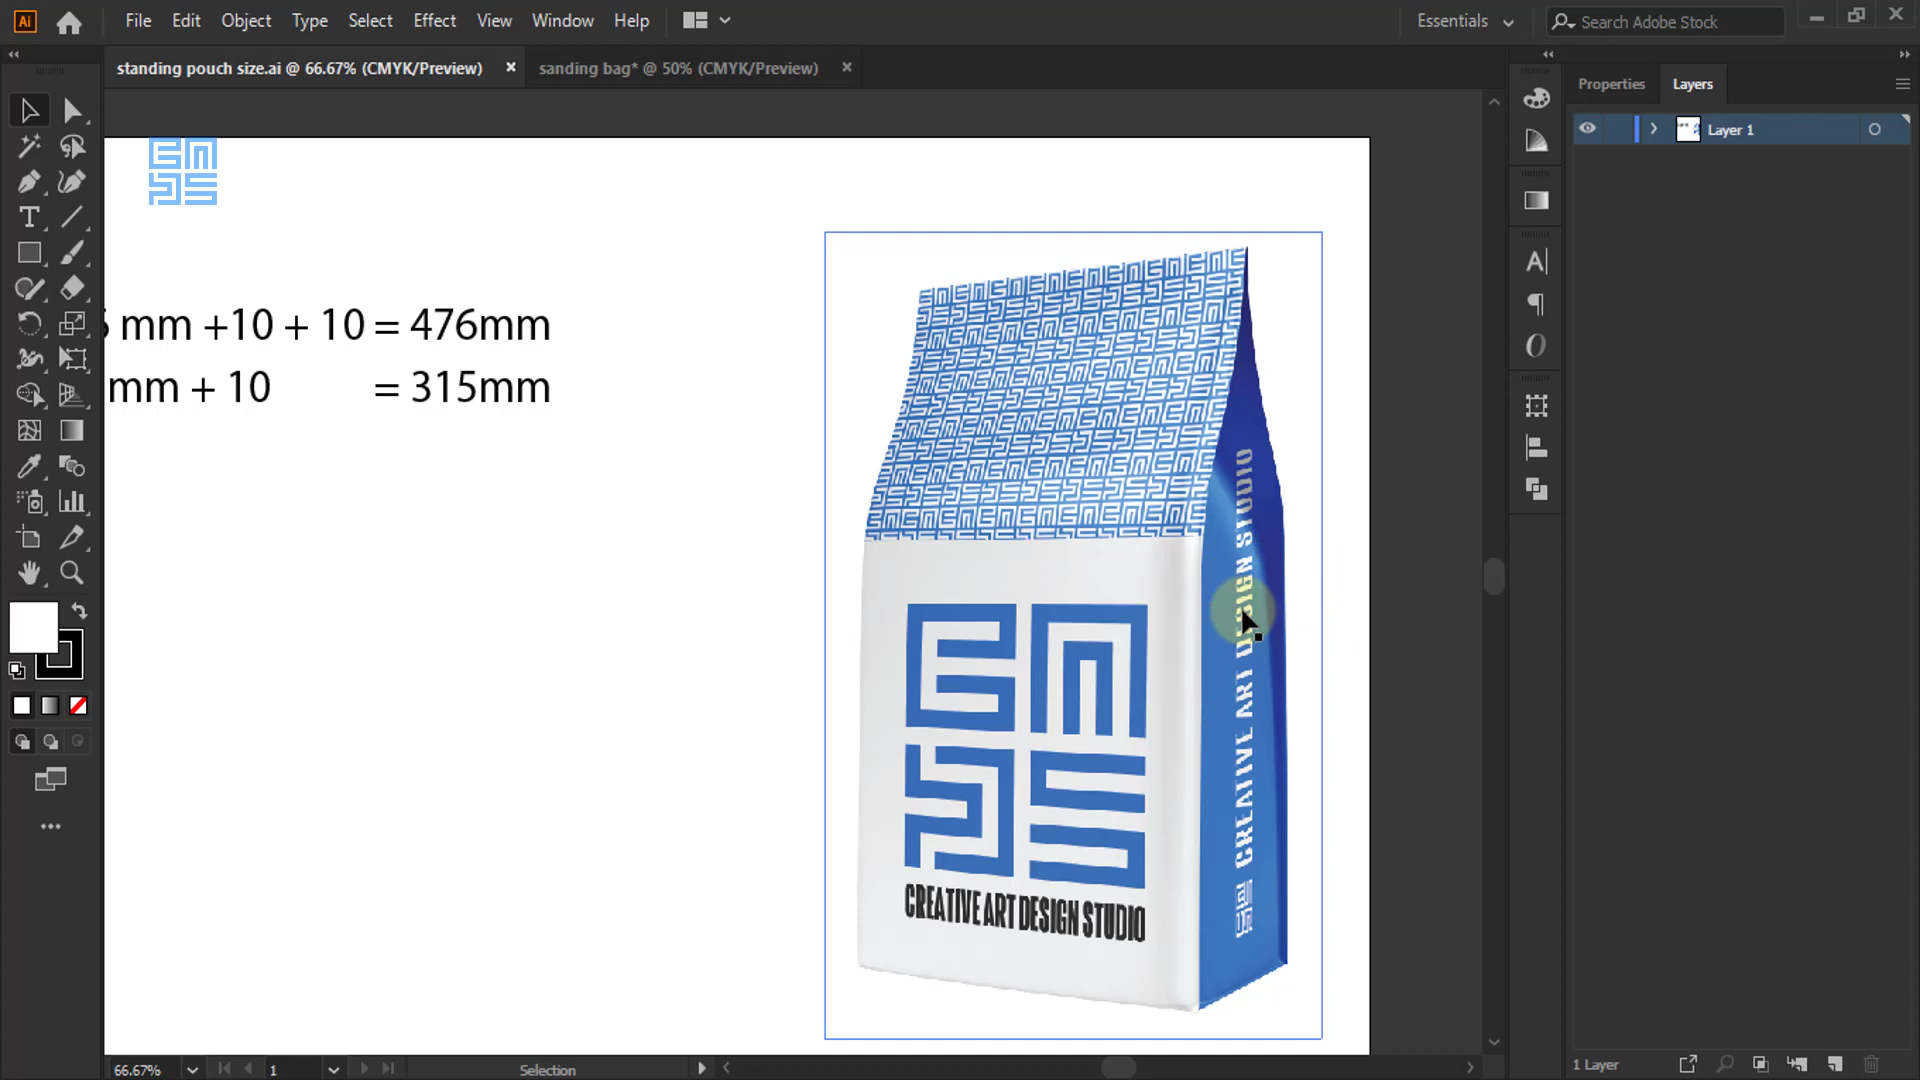 Ai File Edit Object Type Select Effect View Window Help Essentials Search Adobe Stock
standing pouch size.ai @ 66.67% (CMYK/Preview) sanding bag* @ 50% (CMYK/Preview)
Properties Layers
Layer 1
mm +10 + 10 = 476mm
mm + 10 = 315mm
CREATIVE ART DESIGN STUDIO
CREATIVE ART DESIGN STUDIO
66.67% 1 Selection
1 Layer